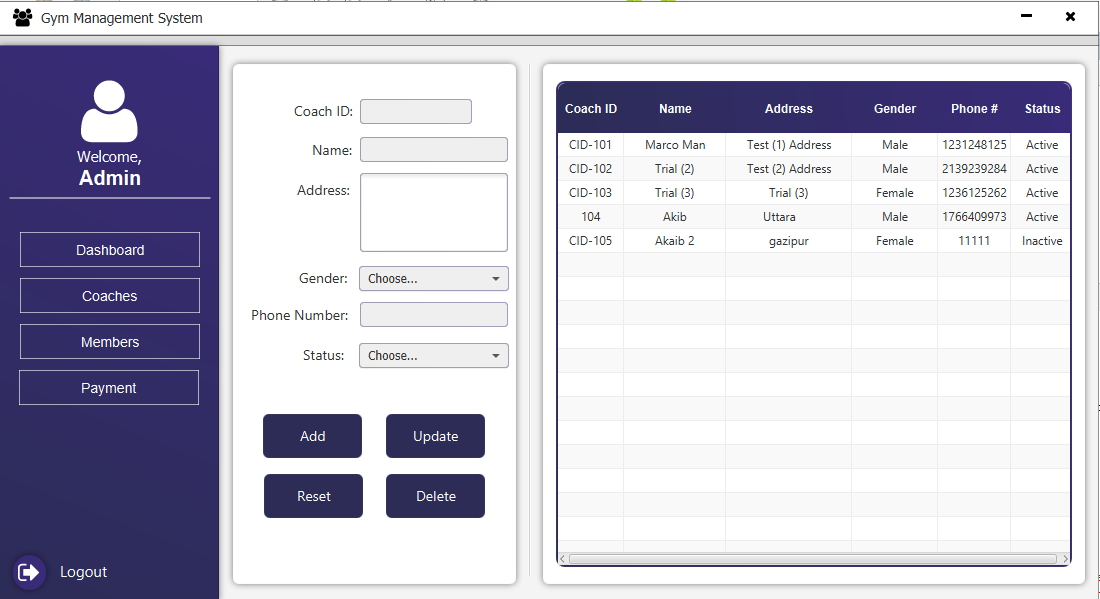 Gym Management System
Welcome,
Admin
Dashboard
Coaches
Members
Payment
Logout
Coach ID:
Name:
Address:
Gender: Choose...
Phone Number:
Status: Choose...
Add Update
Reset Delete
Coach ID Name Address Gender Phone # Status
CID-101 Marco Man Test (1) Address Male 1231248125 Active
CID-102 Trial (2) Test (2) Address Male 2139239284 Active
CID-103 Trial (3) Trial (3) Female 1236125262 Active
104 Akib Uttara Male 1766409973 Active
CID-105 Akaib 2 gazipur Female 11111 Inactive